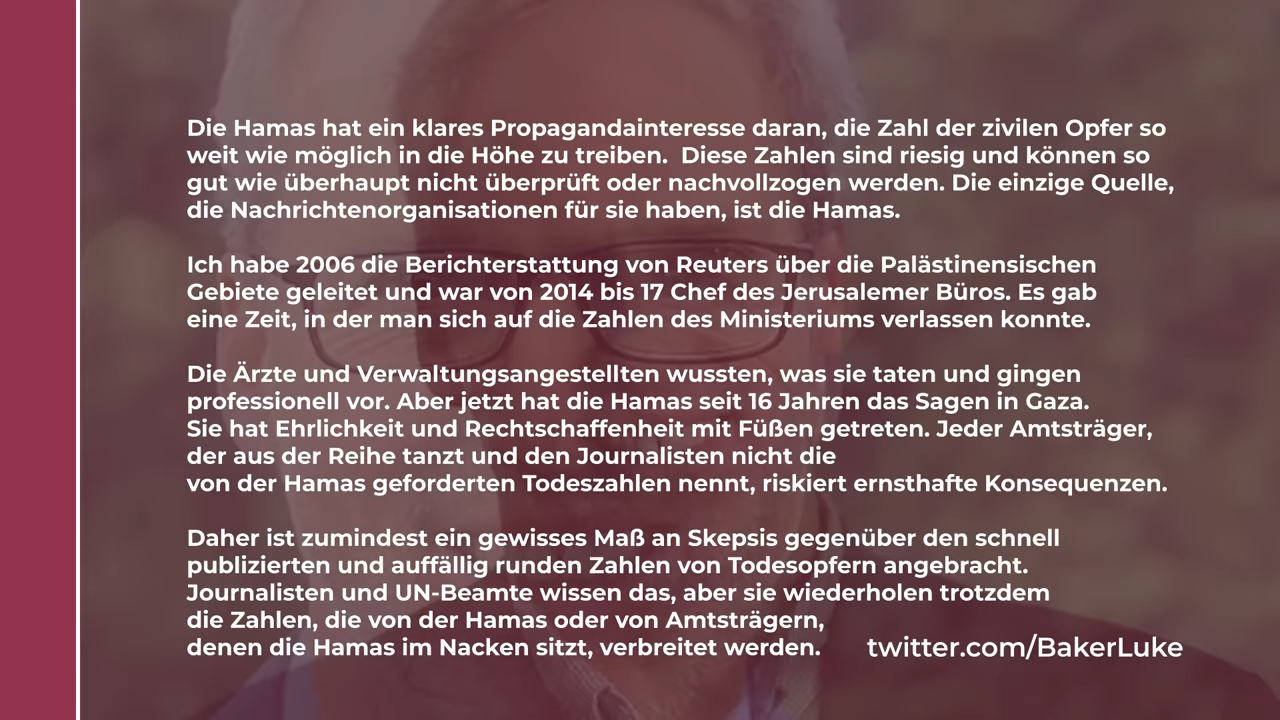 Die Hamas hat ein klares Propagandainteresse daran, die Zahl der zivilen Opfer so
weit wie möglich in die Höhe zu treiben.  Diese Zahlen sind riesig und können so
gut wie überhaupt nicht überprüft oder nachvollzogen werden. Die einzige Quelle,
die Nachrichtenorganisationen für sie haben, ist die Hamas.
Ich habe 2006 die Berichterstattung von Reuters über die Palästinensischen
Gebiete geleitet und war von 2014 bis 17 Chef des Jerusalemer Büros. Es gab
eine Zeit, in der man sich auf die Zahlen des Ministeriums verlassen konnte.
Die Ärzte und Verwaltungsangestellten wussten, was sie taten und gingen
professionell vor. Aber jetzt hat die Hamas seit 16 Jahren das Sagen in Gaza.
Sie hat Ehrlichkeit und Rechtschaffenheit mit Füßen getreten. Jeder Amtsträger,
der aus der Reihe tanzt und den Journalisten nicht die
von der Hamas geforderten Todeszahlen nennt, riskiert ernsthafte Konsequenzen.
Daher ist zumindest ein gewisses Maß an Skepsis gegenüber den schnell
publizierten und auffällig runden Zahlen von Todesopfern angebracht.
Journalisten und UN-Beamte wissen das, aber sie wiederholen trotzdem
die Zahlen, die von der Hamas oder von Amtsträgern,
denen die Hamas im Nacken sitzt, verbreitet werden.
twitter.com/BakerLuke